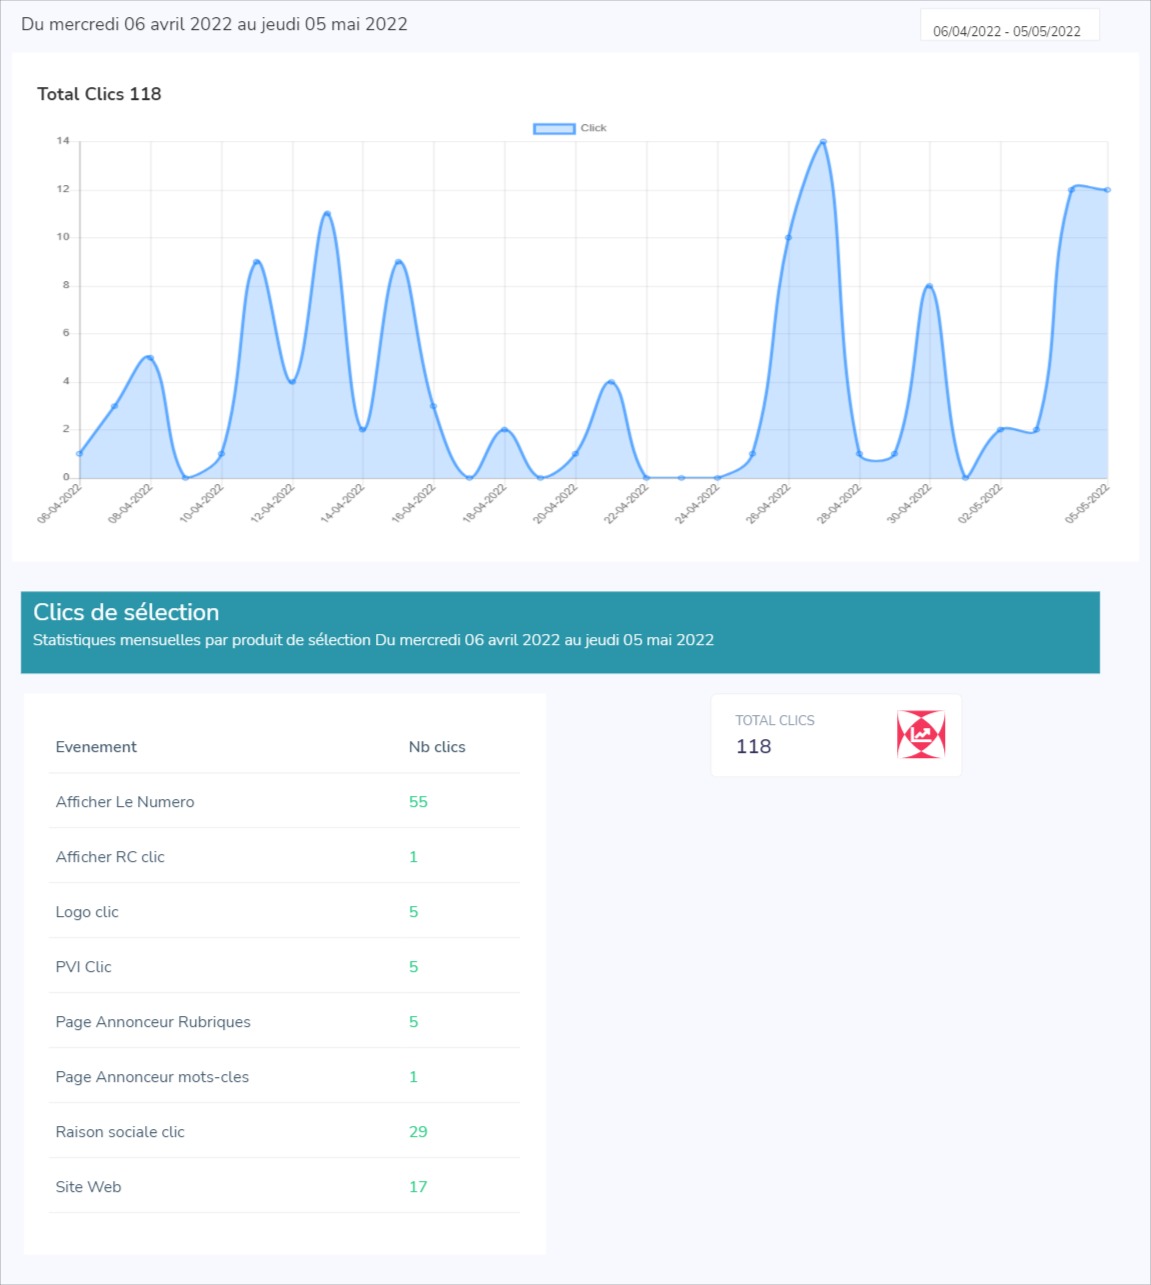 Du mercredi 06 avril 2022 au jeudi 05 mai 2022
06/04/2022 - 05/05/2022
Total Clics 118
Click
14
12
10
8
6
4
2
0
06-04-2022
08-04-2022
10-04-2022
12-04-2022
14-04-2022
16-04-2022
18-04-2022
20-04-2022
22-04-2022
24-04-2022
26-04-2022
28-04-2022
30-04-2022
02-05-2022
05-05-2022
Clics de sélection
Statistiques mensuelles par produit de sélection Du mercredi 06 avril 2022 au jeudi 05 mai 2022
Evenement Nb clics
Afficher Le Numero 55
Afficher RC clic 1
Logo clic 5
PVI Clic 5
Page Annonceur Rubriques 5
Page Annonceur mots-cles 1
Raison sociale clic 29
Site Web 17
TOTAL CLICS
118